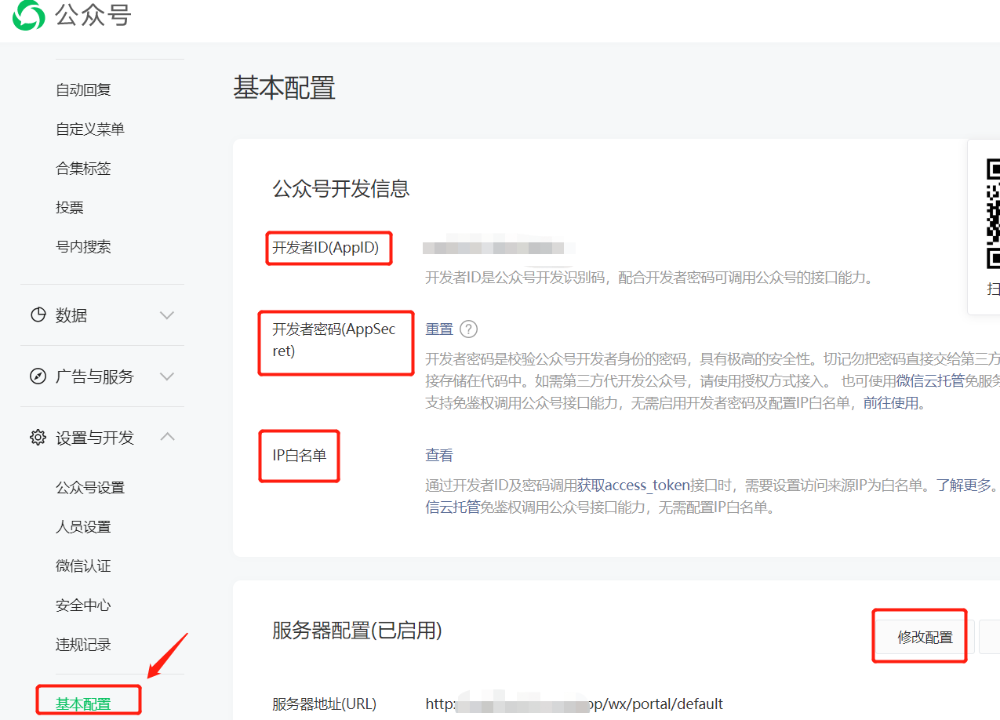 公众号
自动回复
自定义菜单
合集标签
投票
号内搜索
数据
广告与服务
设置与开发
公众号设置
人员设置
微信认证
安全中心
违规记录
基本配置
基本配置
公众号开发信息
开发者ID(AppID)
开发者ID是公众号开发识别码，配合开发者密码可调用公众号的接口能力。
开发者密码(AppSec
ret)
重置
开发者密码是校验公众号开发者身份的密码，具有极高的安全性。切记勿把密码直接交给第三方
接存储在代码中。如需第三方代开发公众号，请使用授权方式接入。 也可使用微信云托管免服务
支持免鉴权调用公众号接口能力，无需启用开发者密码及配置IP白名单，前往使用。
IP白名单
查看
通过开发者ID及密码调用获取access_token接口时，需要设置访问来源IP为白名单。了解更多。
信云托管免鉴权调用公众号接口能力，无需配置IP白名单。
扫
服务器配置(已启用)
修改配置
服务器地址(URL)
http: pp/wx/portal/default